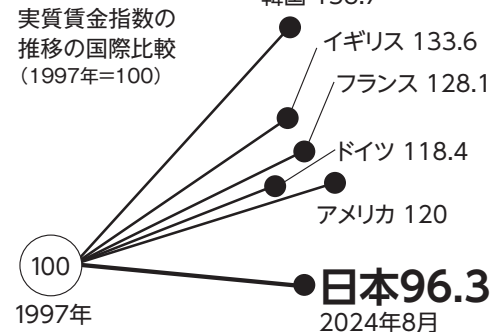 実質賃金指数の
推移の国際比較
（1997年=100）
イギリス 133.6
フランス 128.1
ドイツ 118.4
アメリカ 120
100
1997年
日本96.3
2024年8月